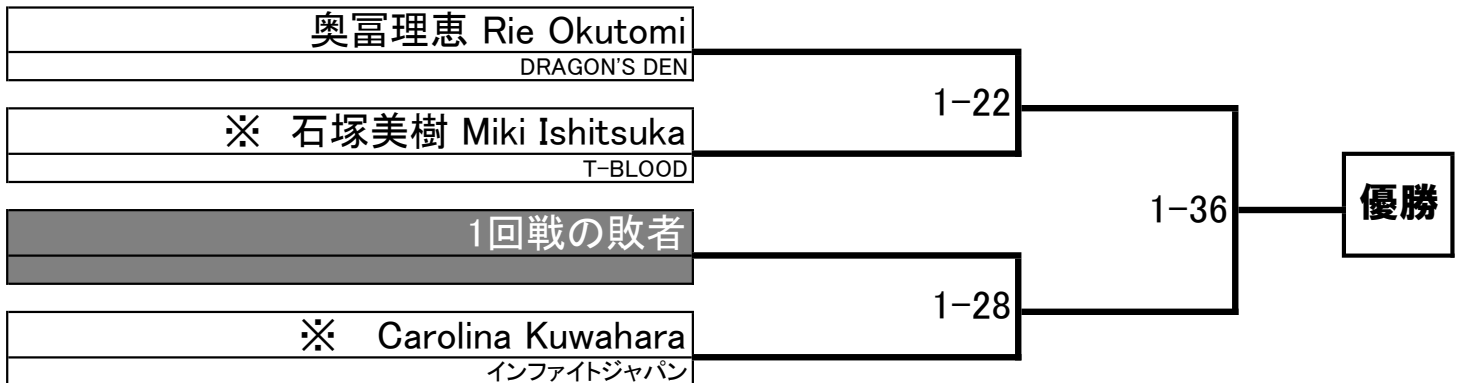 奥冨理恵 Rie Okutomi
DRAGON'S DEN
1-22
※ 石塚美樹 Miki Ishitsuka
T-BLOOD
1-36
優勝
1回戦の敗者
1-28
※ Carolina Kuwahara
インファイトジャパン